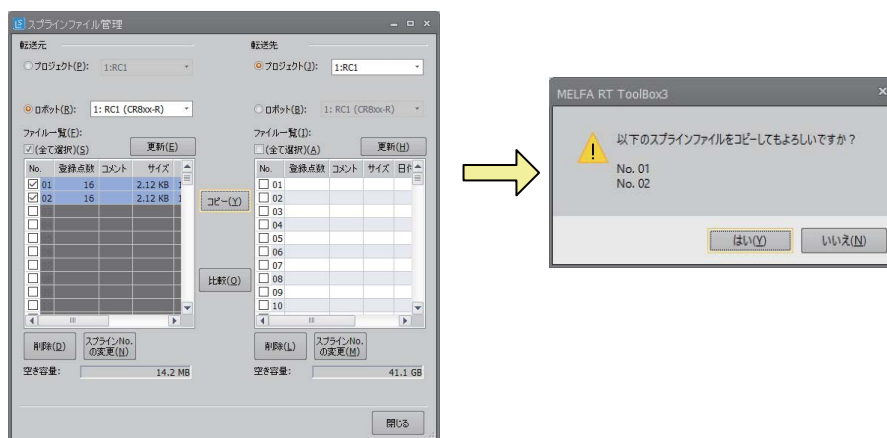 スプラインファイル管理
転送元
プロジェクト(P): 1:RC1
ロボット(R): 1: RC1 (CR8xx-R)
ファイル一覧(F):
(全て選択)(S) 更新(E)
No. 登録点数 コメント サイズ
01 16 2.12 KB 1
02 16 2.12 KB 1
削除(D) スプラインNo.
の変更(N)
空き容量: 14.2 MB
コピー(Y)
比較(O)
転送先
プロジェクト(J): 1:RC1
ロボット(B): 1: RC1 (CR8xx-R)
ファイル一覧(I):
(全て選択)(A) 更新(H)
No. 登録点数 コメント サイズ 日付
01
02
03
04
05
06
07
08
09
10
削除(L) スプラインNo.
の変更(M)
空き容量: 41.1 GB
閉じる
MELFA RT ToolBox3
以下のスプラインファイルをコピーしてもよろしいですか？
No. 01
No. 02
はい(Y) いいえ(N)